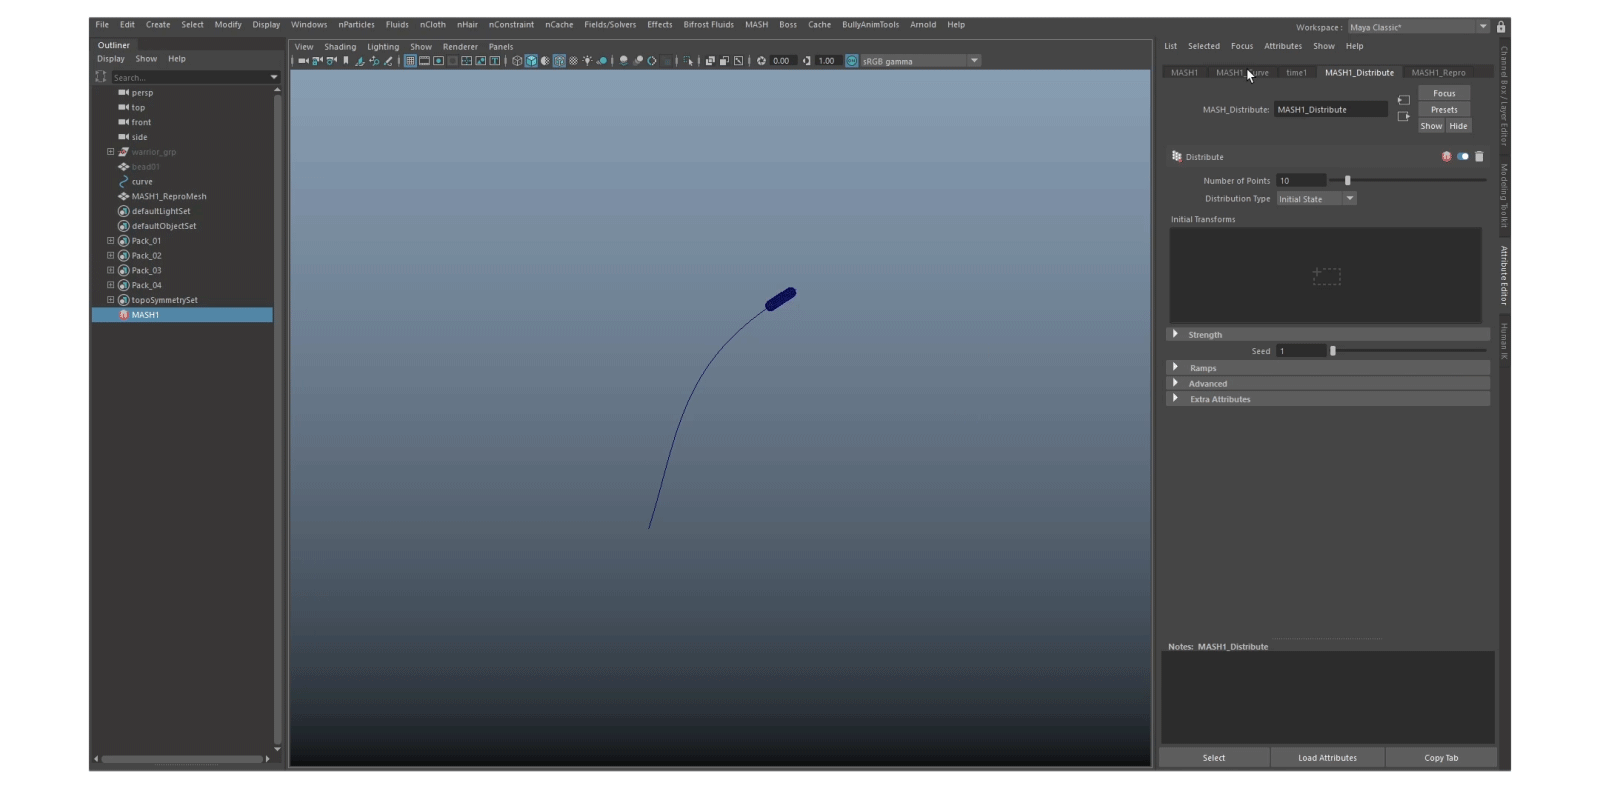 File Edit Create Select Modify Display Windows nParticles Fluids nCloth nHair nConstraint nCache Fields/Solvers Effects Bifrost Fluids MASH Boss Cache BullyAnimTools Arnold Help
Workspace : Maya Classic*
Outliner
Display Show Help
Search...
persp
top
front
side
warrior_grp
bead01
curve
MASH1_ReproMesh
defaultLightSet
defaultObjectSet
Pack_01
Pack_02
Pack_03
Pack_04
topoSymmetrySet
MASH1
View Shading Lighting Show Renderer Panels
0.00 1.00 sRGB gamma
List Selected Focus Attributes Show Help
MASH1 time1 MASH1_Distribute MASH1_Repro
MASH_Distribute: MASH1_Distribute
Focus
Presets
Show Hide
Distribute
Number of Points 10
Distribution Type Initial State
Initial Transforms
Strength
Seed 1
Ramps
Advanced
Extra Attributes
Notes: MASH1_Distribute
Select Load Attributes Copy Tab
Channel Box / Layer Editor
Modeling Toolkit
Attribute Editor
Human IK